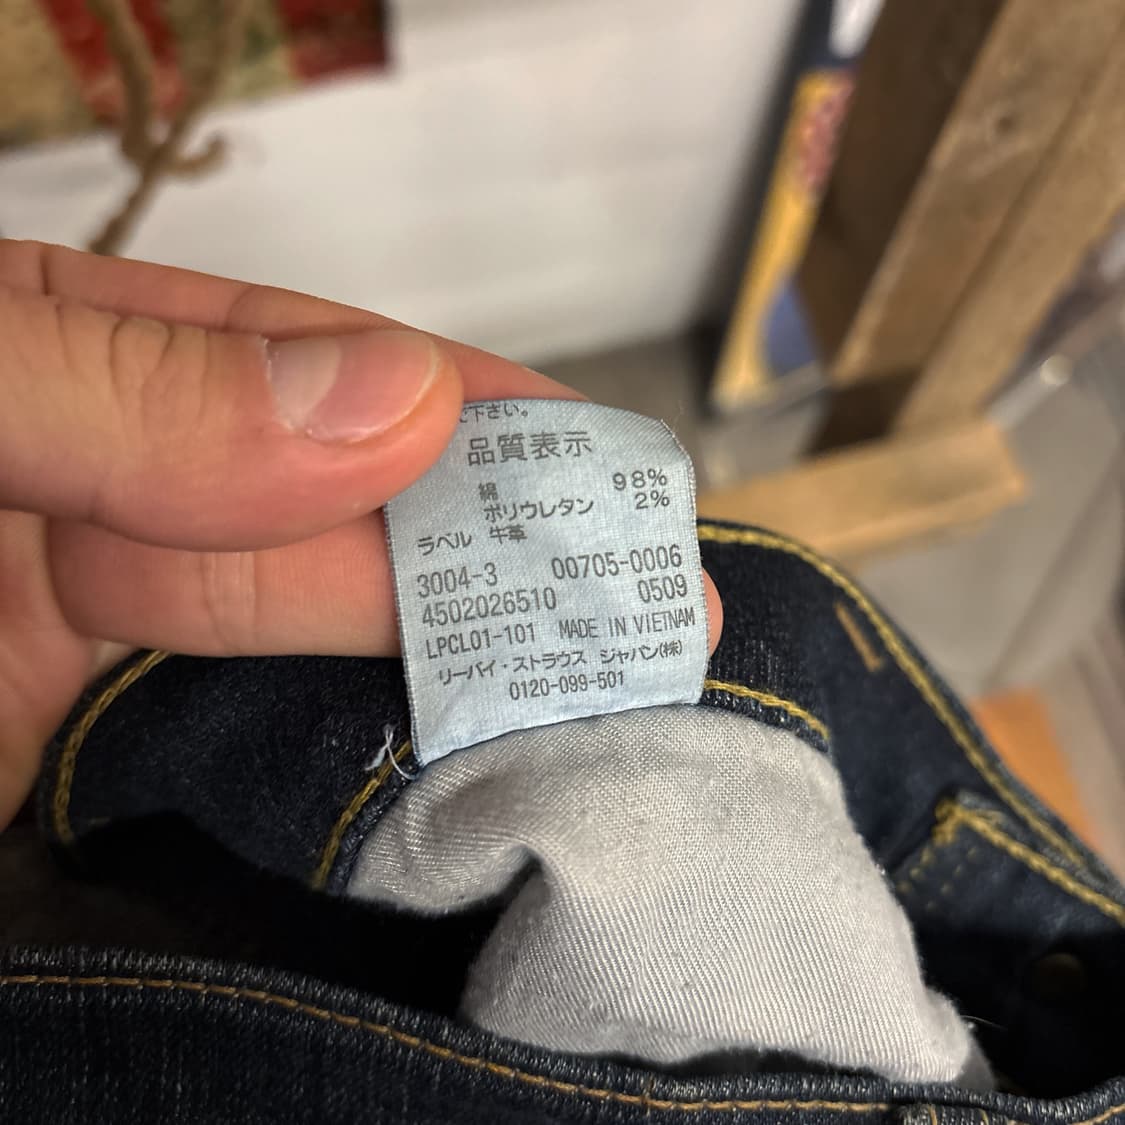 ご下さい。
品質表示
綿 98%
ポリウレタン 2%
ラベル 牛革
3004-3 00705-0006
4502026510 0509
LPCL01-101 MADE IN VIETNAM
リーバイ・ストラウス ジャパン(株)
0120-099-501